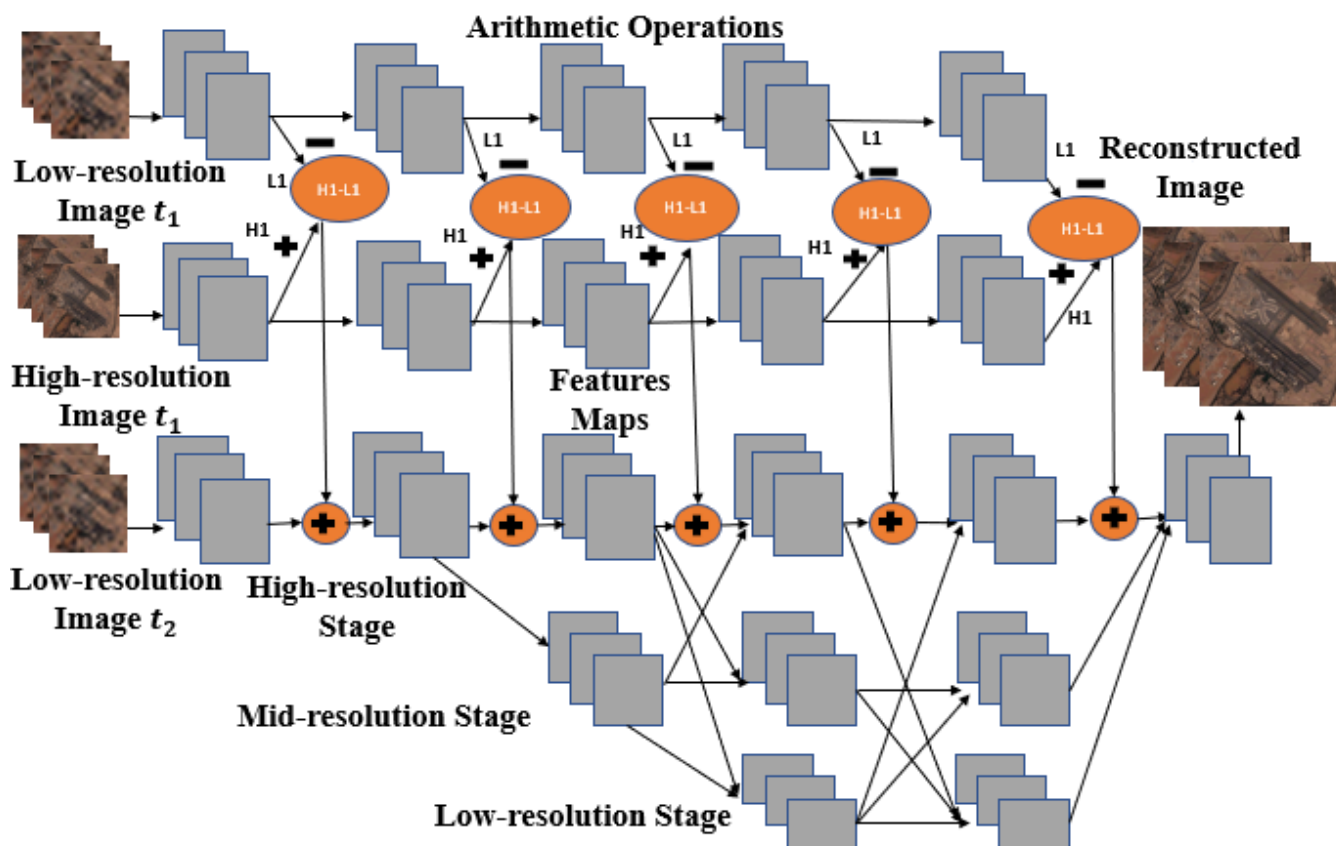 Arithmetic Operations
Low-resolution
Image t₁
L1
L1
L1
L1
L1
H1-L1
H1-L1
H1-L1
H1-L1
H1-L1
H1
H1
H1
H1
H1
Reconstructed
Image
High-resolution
Image t₁
Features
Maps
Low-resolution
Image t₂
High-resolution
Stage
Mid-resolution Stage
Low-resolution Stage